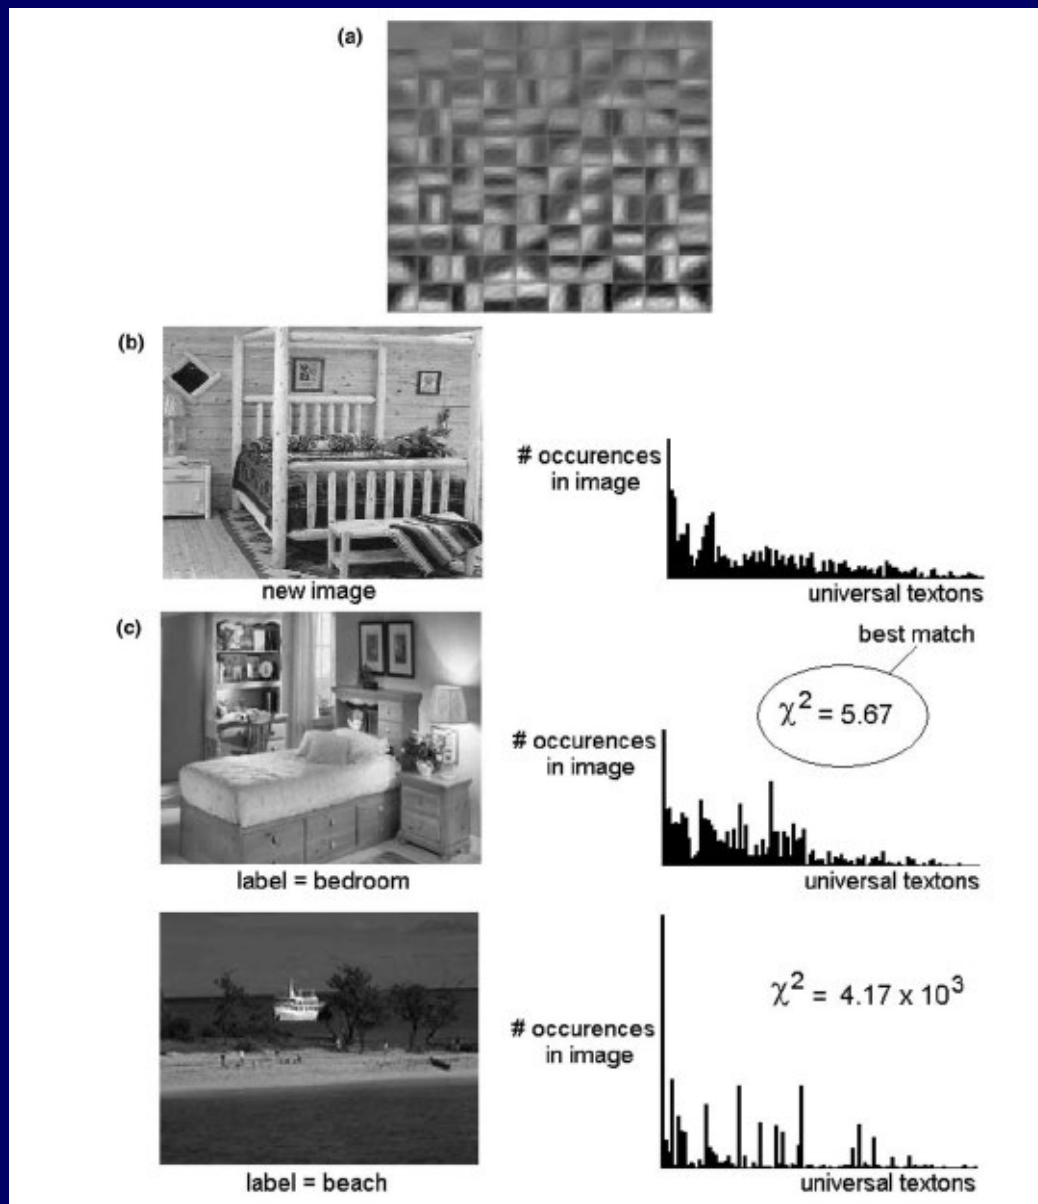 (a)
(b)
new image
# occurences
in image
universal textons
(c)
label = bedroom
best match
χ² = 5.67
# occurences
in image
universal textons
label = beach
χ² = 4.17 x 10³
# occurences
in image
universal textons